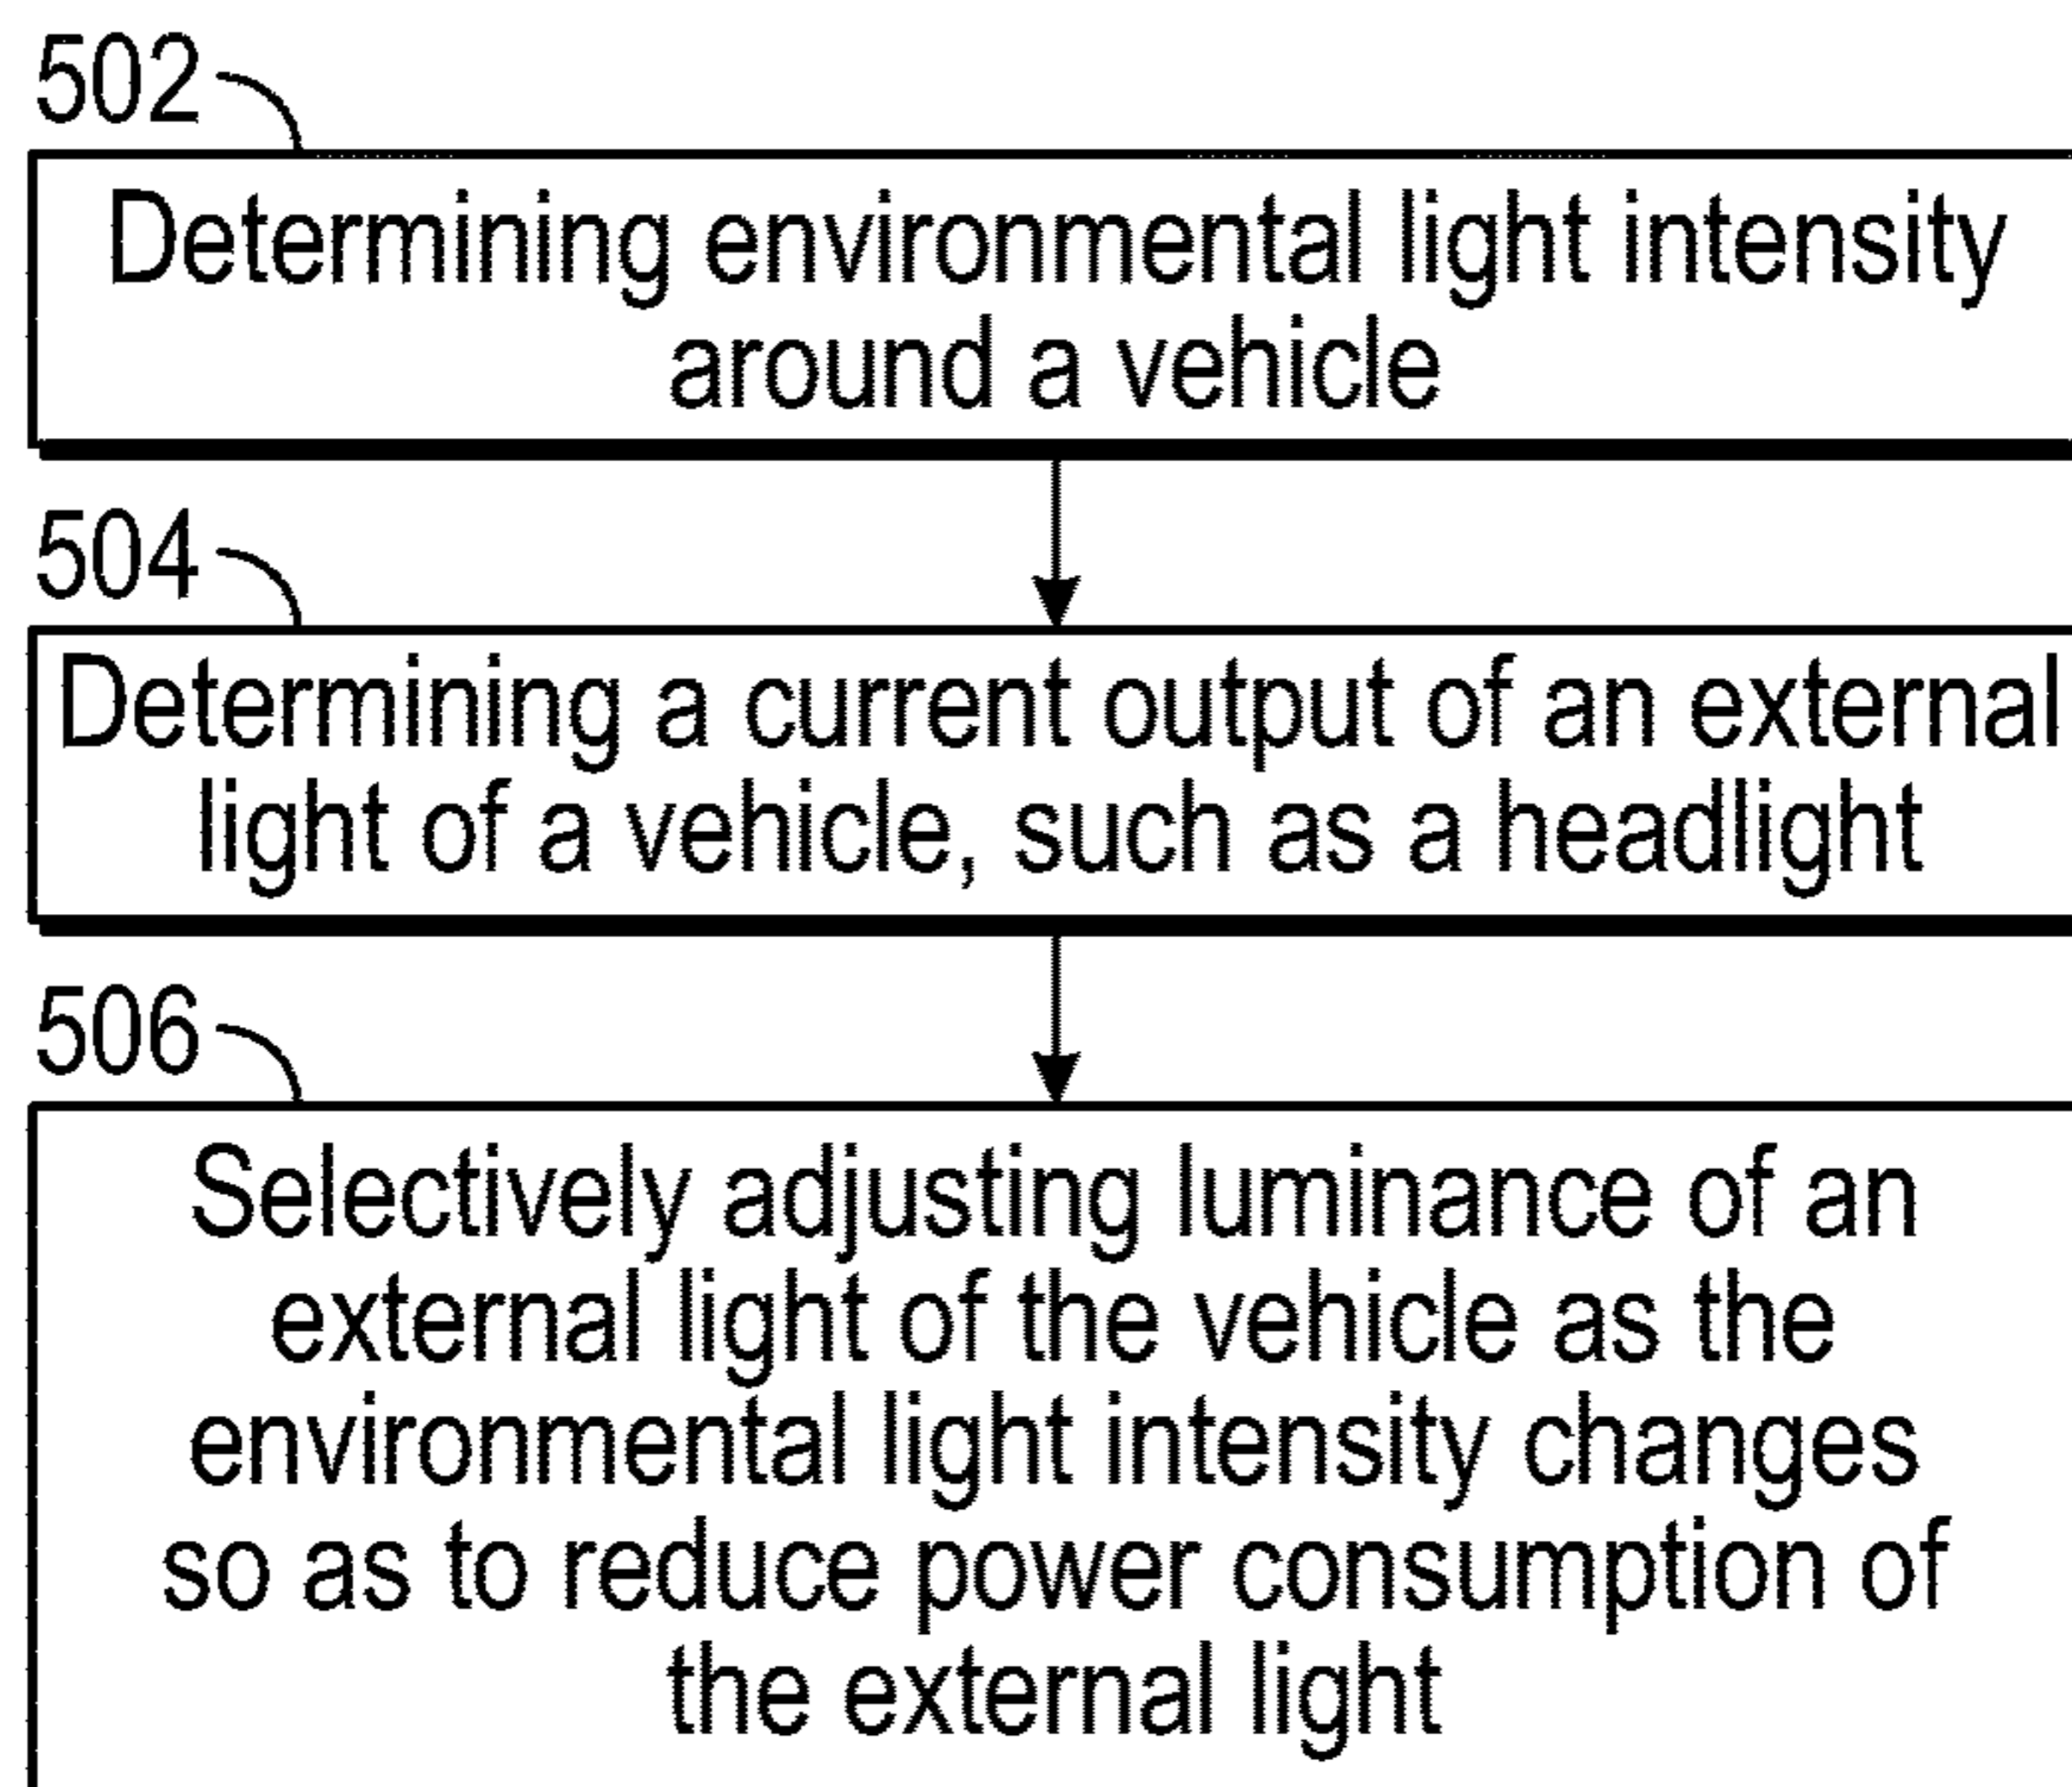 502
Determining environmental light intensity
around a vehicle
504
Determining a current output of an external
light of a vehicle, such as a headlight
506
Selectively adjusting luminance of an
external light of the vehicle as the
environmental light intensity changes
so as to reduce power consumption of
the external light